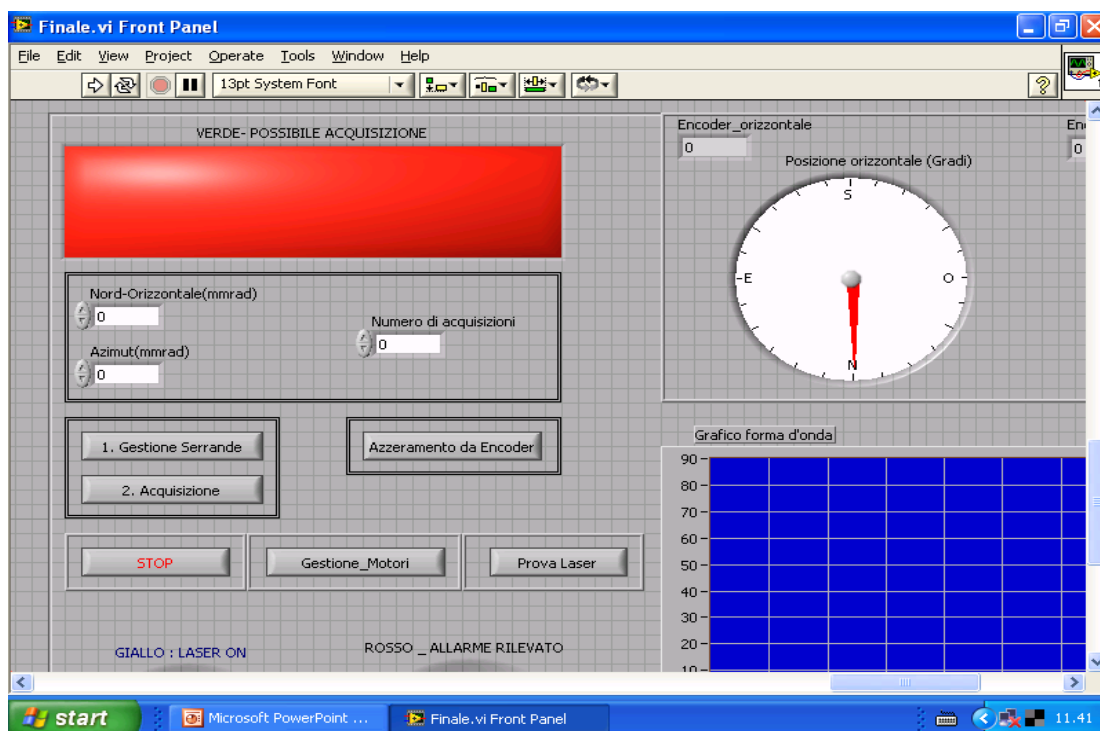 Finale.vi Front Panel
File Edit View Project Operate Tools Window Help
13pt System Font
?
VERDE- POSSIBILE ACQUISIZIONE
Nord-Orizzontale(mmrad)
0
Azimut(mmrad)
0
Numero di acquisizioni
0
1. Gestione Serrande
2. Acquisizione
Azzeramento da Encoder
STOP
Gestione_Motori
Prova Laser
GIALLO : LASER ON
ROSSO _ ALLARME RILEVATO
Encoder_orizzontale
0
En
0
Posizione orizzontale (Gradi)
S
E
O
N
Grafico forma d'onda
90
80
70
60
50
40
30
20
10
start
Microsoft PowerPoint ...
Finale.vi Front Panel
11.41